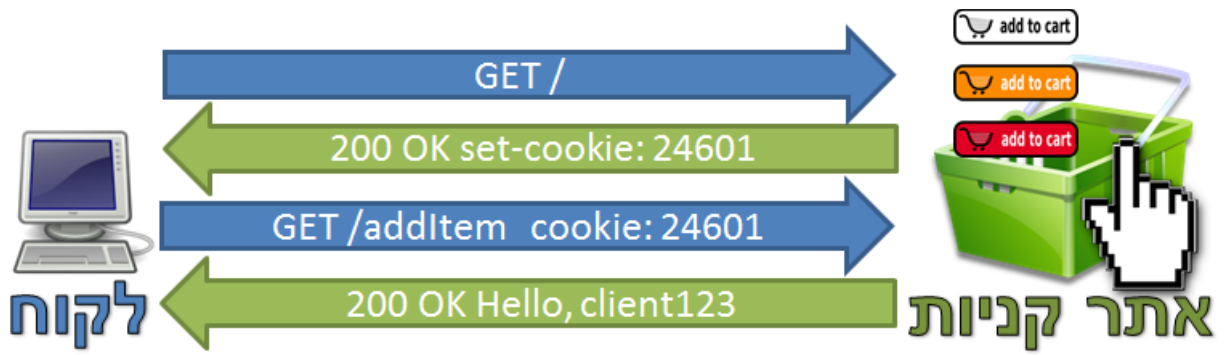 GET /
200 OK set-cookie: 24601
GET /addItem cookie: 24601
200 OK Hello, client123
add to cart
add to cart
add to cart
לקוח
אתר קניות